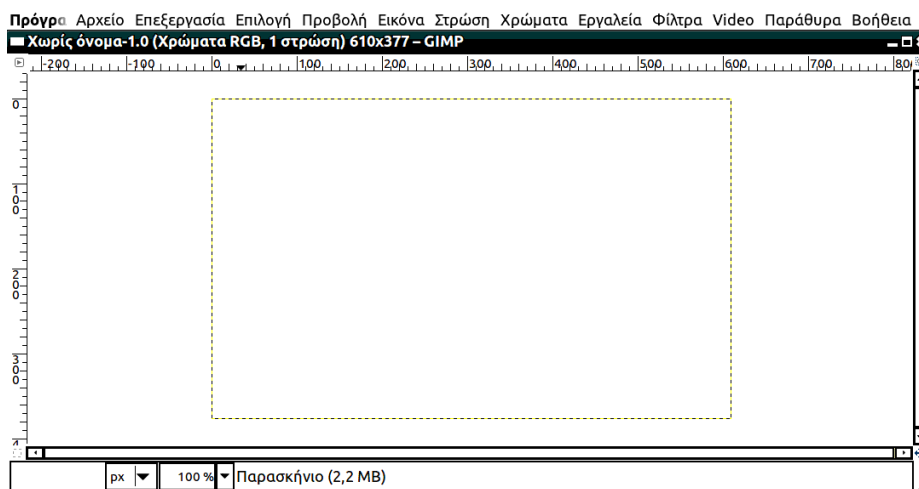 Πρόγρα Αρχείο Επεξεργασία Επιλογή Προβολή Εικόνα Στρώση Χρώματα Εργαλεία Φίλτρα Video Παράθυρα Βοήθεια
Χωρίς όνομα-1.0 (Χρώματα RGB, 1 στρώση) 610x377 – GIMP
-200 -100 0 100 200 300 400 500 600 700 80
0
100
200
300
4
px 100 % Παρασκήνιο (2,2 MB)